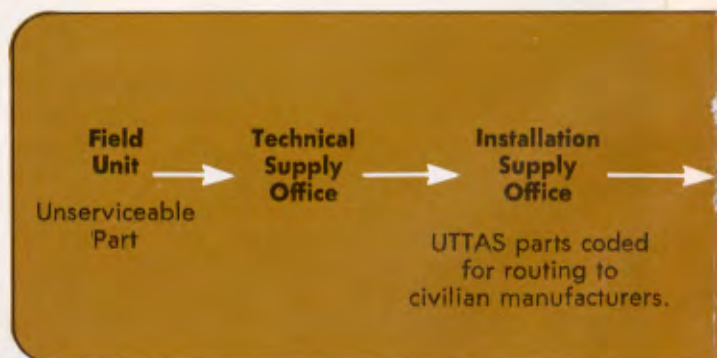 Field
Unit
Unserviceable
Part
Technical
Supply
Office
Installation
Supply
Office
UTTAS parts coded
for routing to
civilian manufacturers.